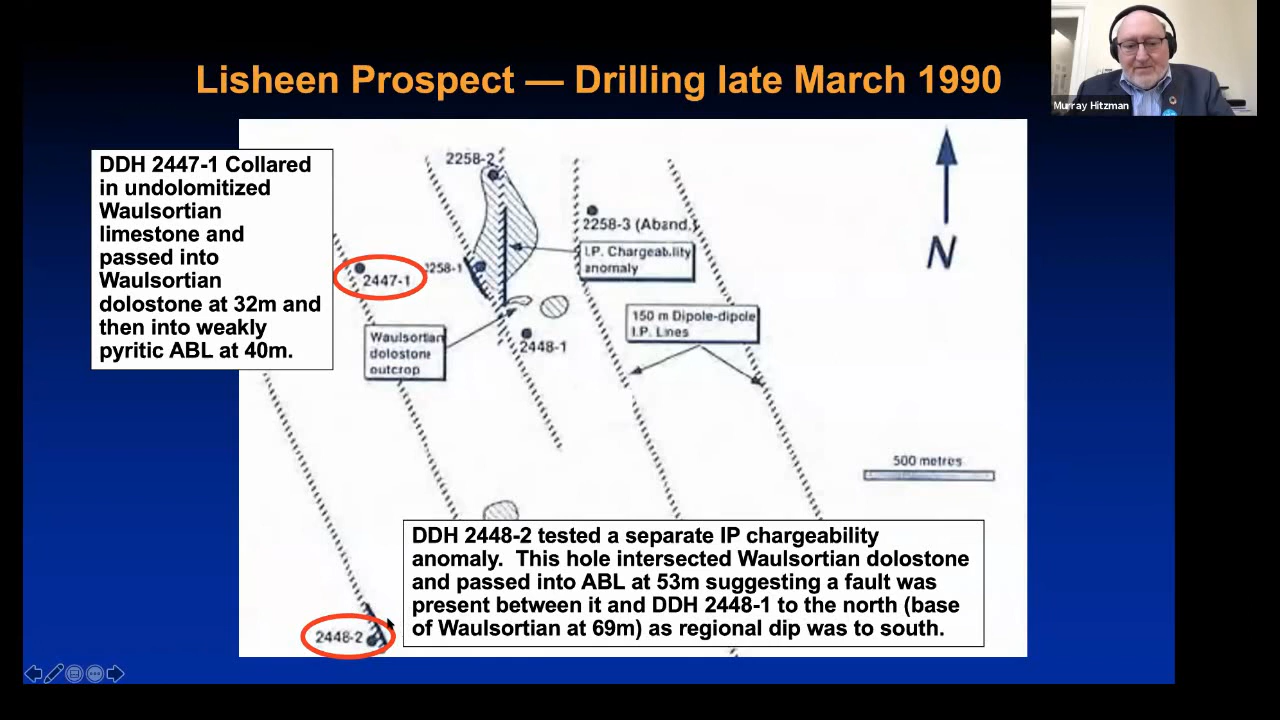 Murray Hitzman
Lisheen Prospect — Drilling late March 1990
DDH 2447-1 Collared
in undolomitized
Waulsortian
limestone and
passed into
Waulsortian
dolostone at 32m and
then into weakly
pyritic ABL at 40m.
2258-2
2258-3 (Aband.)
I.P. Chargeability
anomaly
2258-1
2447-1
N
150 m Dipole-dipole
I.P. Lines
Waulsortian
dolostone
outcrop
2448-1
500 metres
DDH 2448-2 tested a separate IP chargeability
anomaly. This hole intersected Waulsortian dolostone
and passed into ABL at 53m suggesting a fault was
present between it and DDH 2448-1 to the north (base
of Waulsortian at 69m) as regional dip was to south.
2448-2